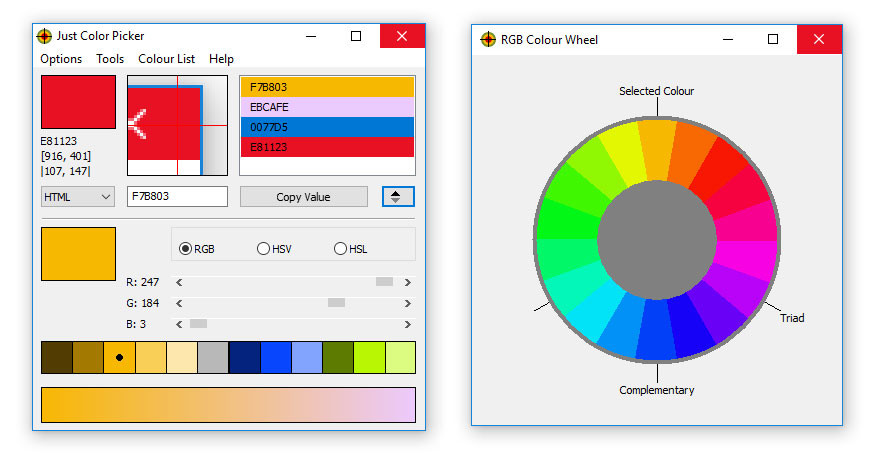 Just Color Picker
Options Tools Colour List Help
F7B803
EBCAFE
0077D5
E81123
E81123
[916, 401]
|107, 147|
HTML
F7B803
Copy Value
RGB HSV HSL
R: 247
G: 184
B: 3
RGB Colour Wheel
Selected Colour
Triad
Complementary